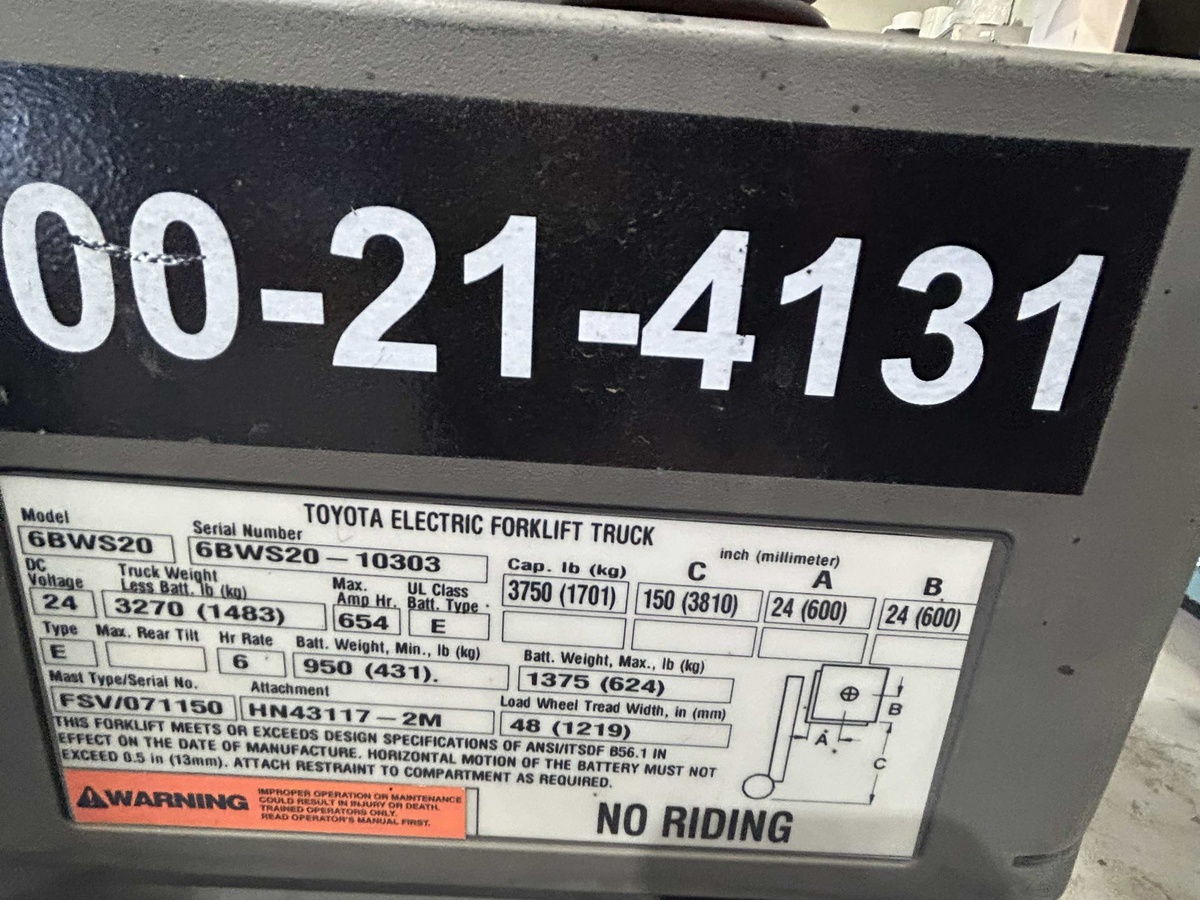 00-21-4131
TOYOTA ELECTRIC FORKLIFT TRUCK
Model
6BWS20
Serial Number
6BWS20 – 10303
DC Voltage
24
Truck Weight Less Batt. lb (kg)
3270 (1483)
Max. Amp Hr.
654
UL Class Batt. Type
E
inch (millimeter)
Cap. lb (kg)
3750 (1701)
C
150 (3810)
A
24 (600)
B
24 (600)
Type
E
Max. Rear Tilt
Hr Rate
6
Batt. Weight, Min., lb (kg)
950 (431).
Batt. Weight, Max., lb (kg)
1375 (624)
Mast Type/Serial No.
FSV/071150
Attachment
HN43117 – 2M
Load Wheel Tread Width, in (mm)
48 (1219)
A
B
C
THIS FORKLIFT MEETS OR EXCEEDS DESIGN SPECIFICATIONS OF ANSI/ITSDF B56.1 IN
EFFECT ON THE DATE OF MANUFACTURE. HORIZONTAL MOTION OF THE BATTERY MUST NOT
EXCEED 0.5 in (13mm). ATTACH RESTRAINT TO COMPARTMENT AS REQUIRED.
WARNING
IMPROPER OPERATION OR MAINTENANCE
COULD RESULT IN INJURY OR DEATH.
TRAINED OPERATORS ONLY.
READ OPERATOR'S MANUAL FIRST.
NO RIDING